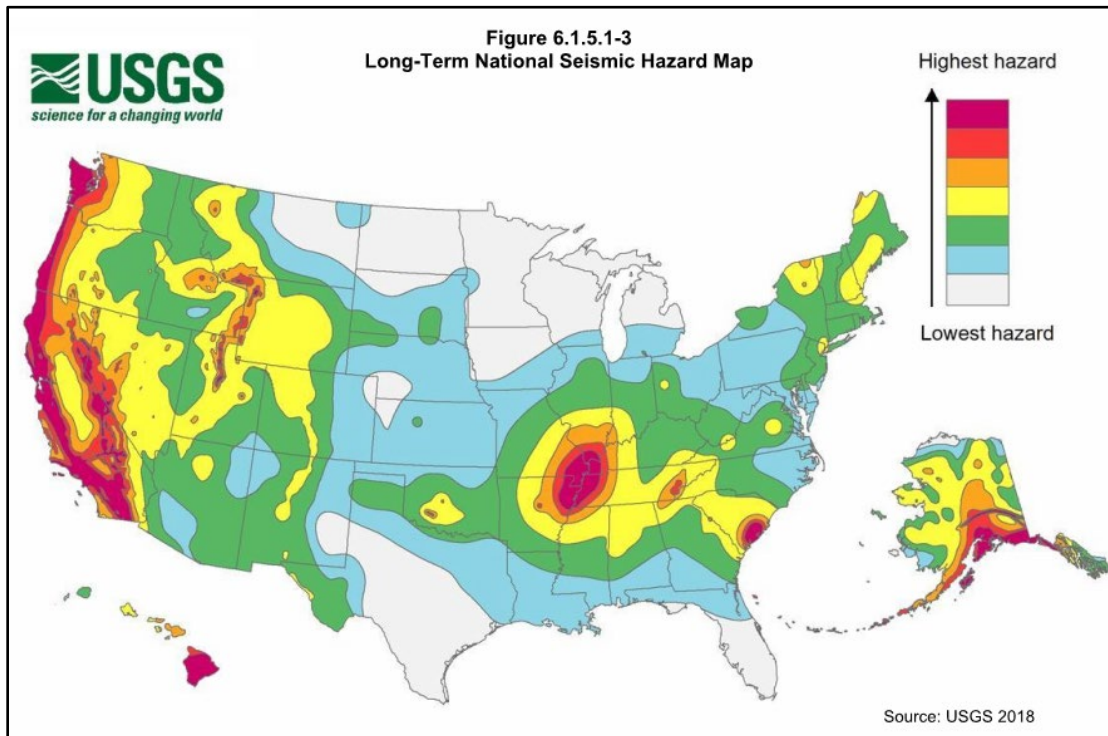 Figure 6.1.5.1-3
Long-Term National Seismic Hazard Map
USGS
science for a changing world
Highest hazard
Lowest hazard
Source: USGS 2018